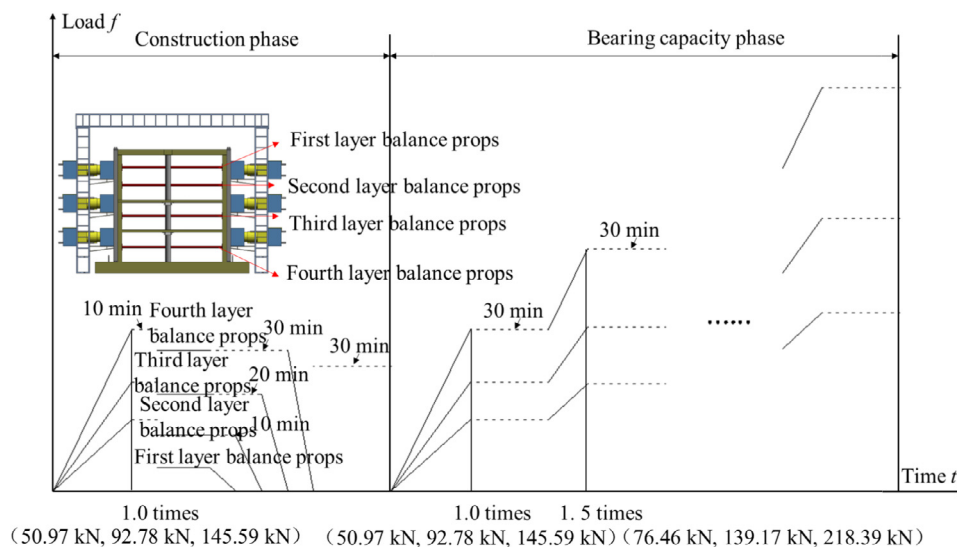 Load f
Construction phase
Bearing capacity phase
First layer balance props
Second layer balance props
Third layer balance props
Fourth layer balance props
10 min
Fourth layer
balance props
30 min
30 min
Third layer
balance props
20 min
Second layer
balance props
10 min
First layer balance props
30 min
30 min
......
Time t
1.0 times
(50.97 kN, 92.78 kN, 145.59 kN)
1.0 times
(50.97 kN, 92.78 kN, 145.59 kN)
1. 5 times
(76.46 kN, 139.17 kN, 218.39 kN)